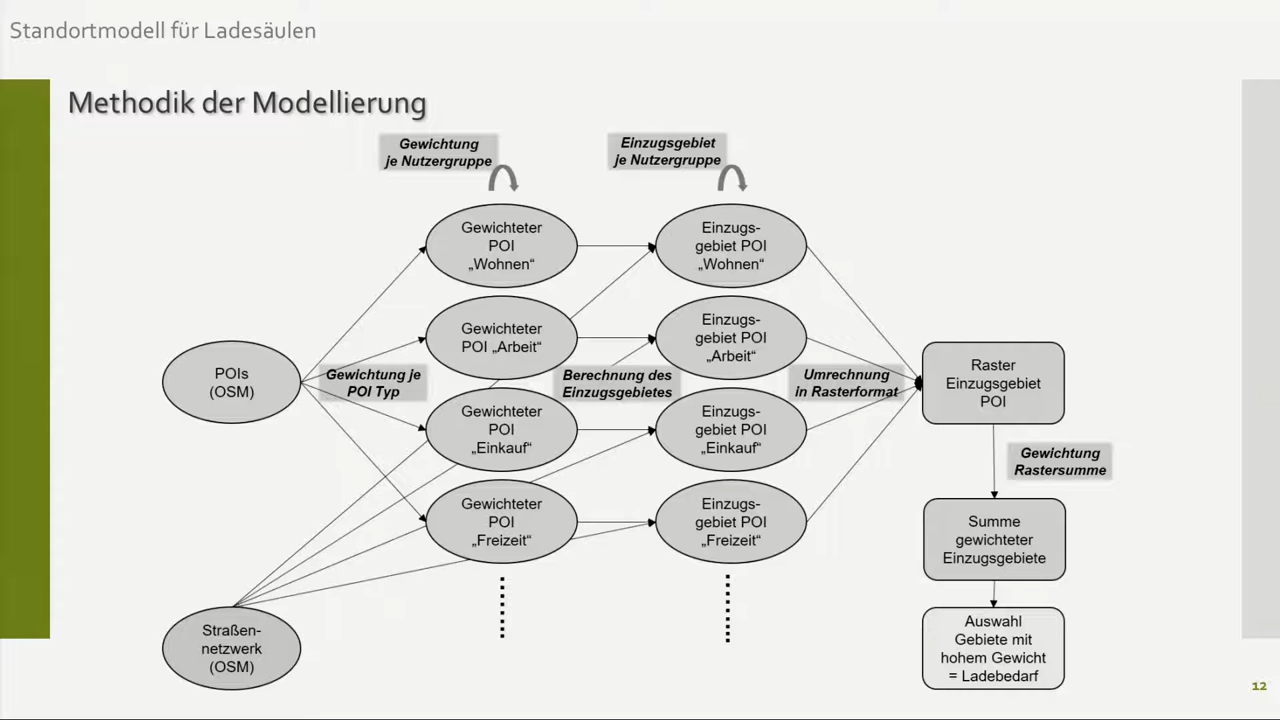 Standortmodell für Ladesäulen
Methodik der Modellierung
Gewichtung
je Nutzergruppe
Einzugsgebiet
je Nutzergruppe
Gewichteter
POI
„Wohnen“
Einzugs-
gebiet POI
„Wohnen“
Gewichteter
POI „Arbeit“
Einzugs-
gebiet POI
„Arbeit“
POIs
(OSM)
Gewichtung je
POI Typ
Berechnung des
Einzugsgebietes
Umrechnung
in Rasterformat
Raster
Einzugsgebiet
POI
Gewichteter
POI
„Einkauf“
Einzugs-
gebiet POI
„Einkauf“
Gewichtung
Rastersumme
Gewichteter
POI
„Freizeit“
Einzugs-
gebiet POI
„Freizeit“
Summe
gewichteter
Einzugsgebiete
Straßen-
netzwerk
(OSM)
Auswahl
Gebiete mit
hohem Gewicht
= Ladebedarf
12